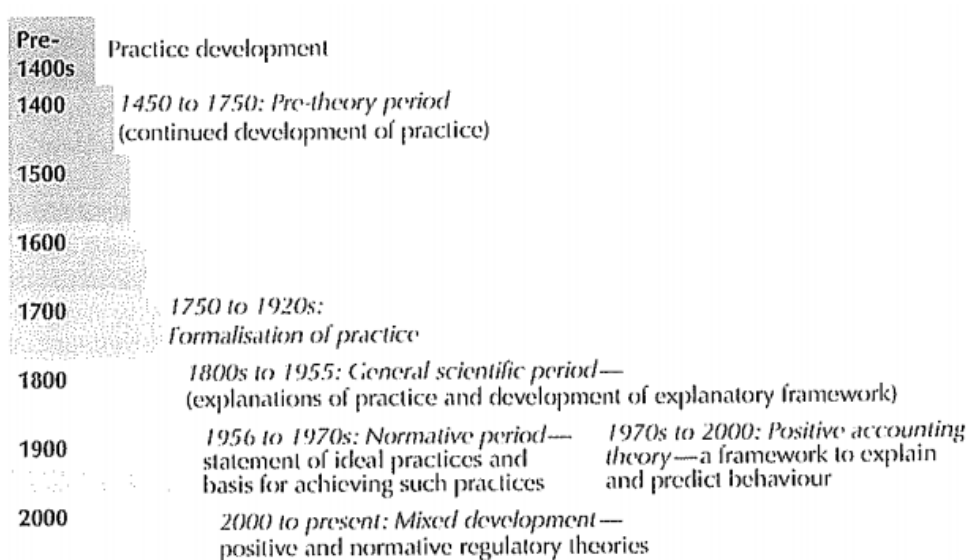 Pre-
1400s
Practice development
1400
1450 to 1750: Pre-theory period
(continued development of practice)
1500
1600
1700
1750 to 1920s:
Formalisation of practice
1800
1800s to 1955: General scientific period—
(explanations of practice and development of explanatory framework)
1900
1956 to 1970s: Normative period—
statement of ideal practices and
basis for achieving such practices
1970s to 2000: Positive accounting
theory—a framework to explain
and predict behaviour
2000
2000 to present: Mixed development—
positive and normative regulatory theories